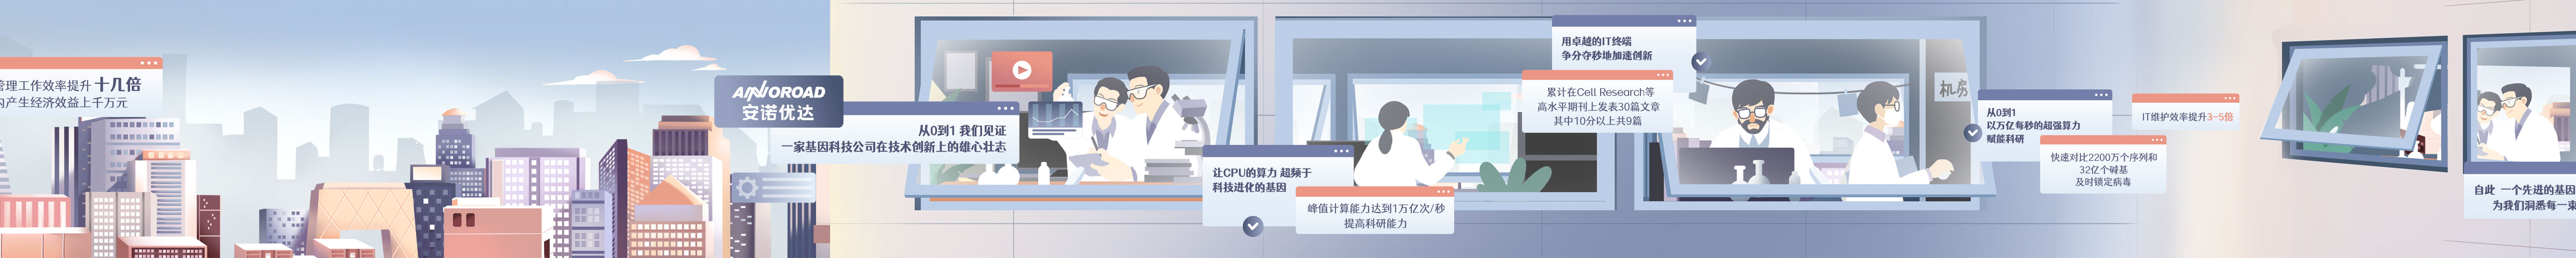 管理工作效率提升 十几倍
内产生经济效益上千万元
ANNOROAD
安诺优达
从0到1 我们见证
一家基因科技公司在技术创新上的雄心壮志
让CPU的算力 超频于
科技进化的基因
峰值计算能力达到1万亿次/秒
提高科研能力
用卓越的IT终端
争分夺秒地加速创新
累计在Cell Research等
高水平期刊上发表30篇文章
其中10分以上共9篇
机房
从0到1
以万亿每秒的超强算力
赋能科研
IT维护效率提升3-5倍
快速对比2200万个序列和
32亿个碱基
及时锁定病毒
自此 一个先进的基因
为我们洞悉每一束